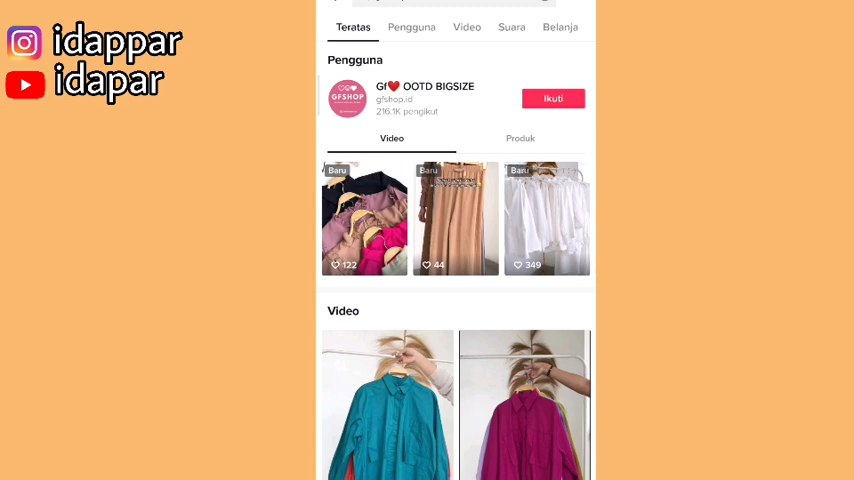 idappar
idapar
Teratas Pengguna Video Suara Belanja
Pengguna
GFSHOP
Gf❤️ OOTD BIGSIZE
gfshop.id
216.1K pengikut
Ikuti
Video Produk
Baru Baru Baru
122 44 349
Video